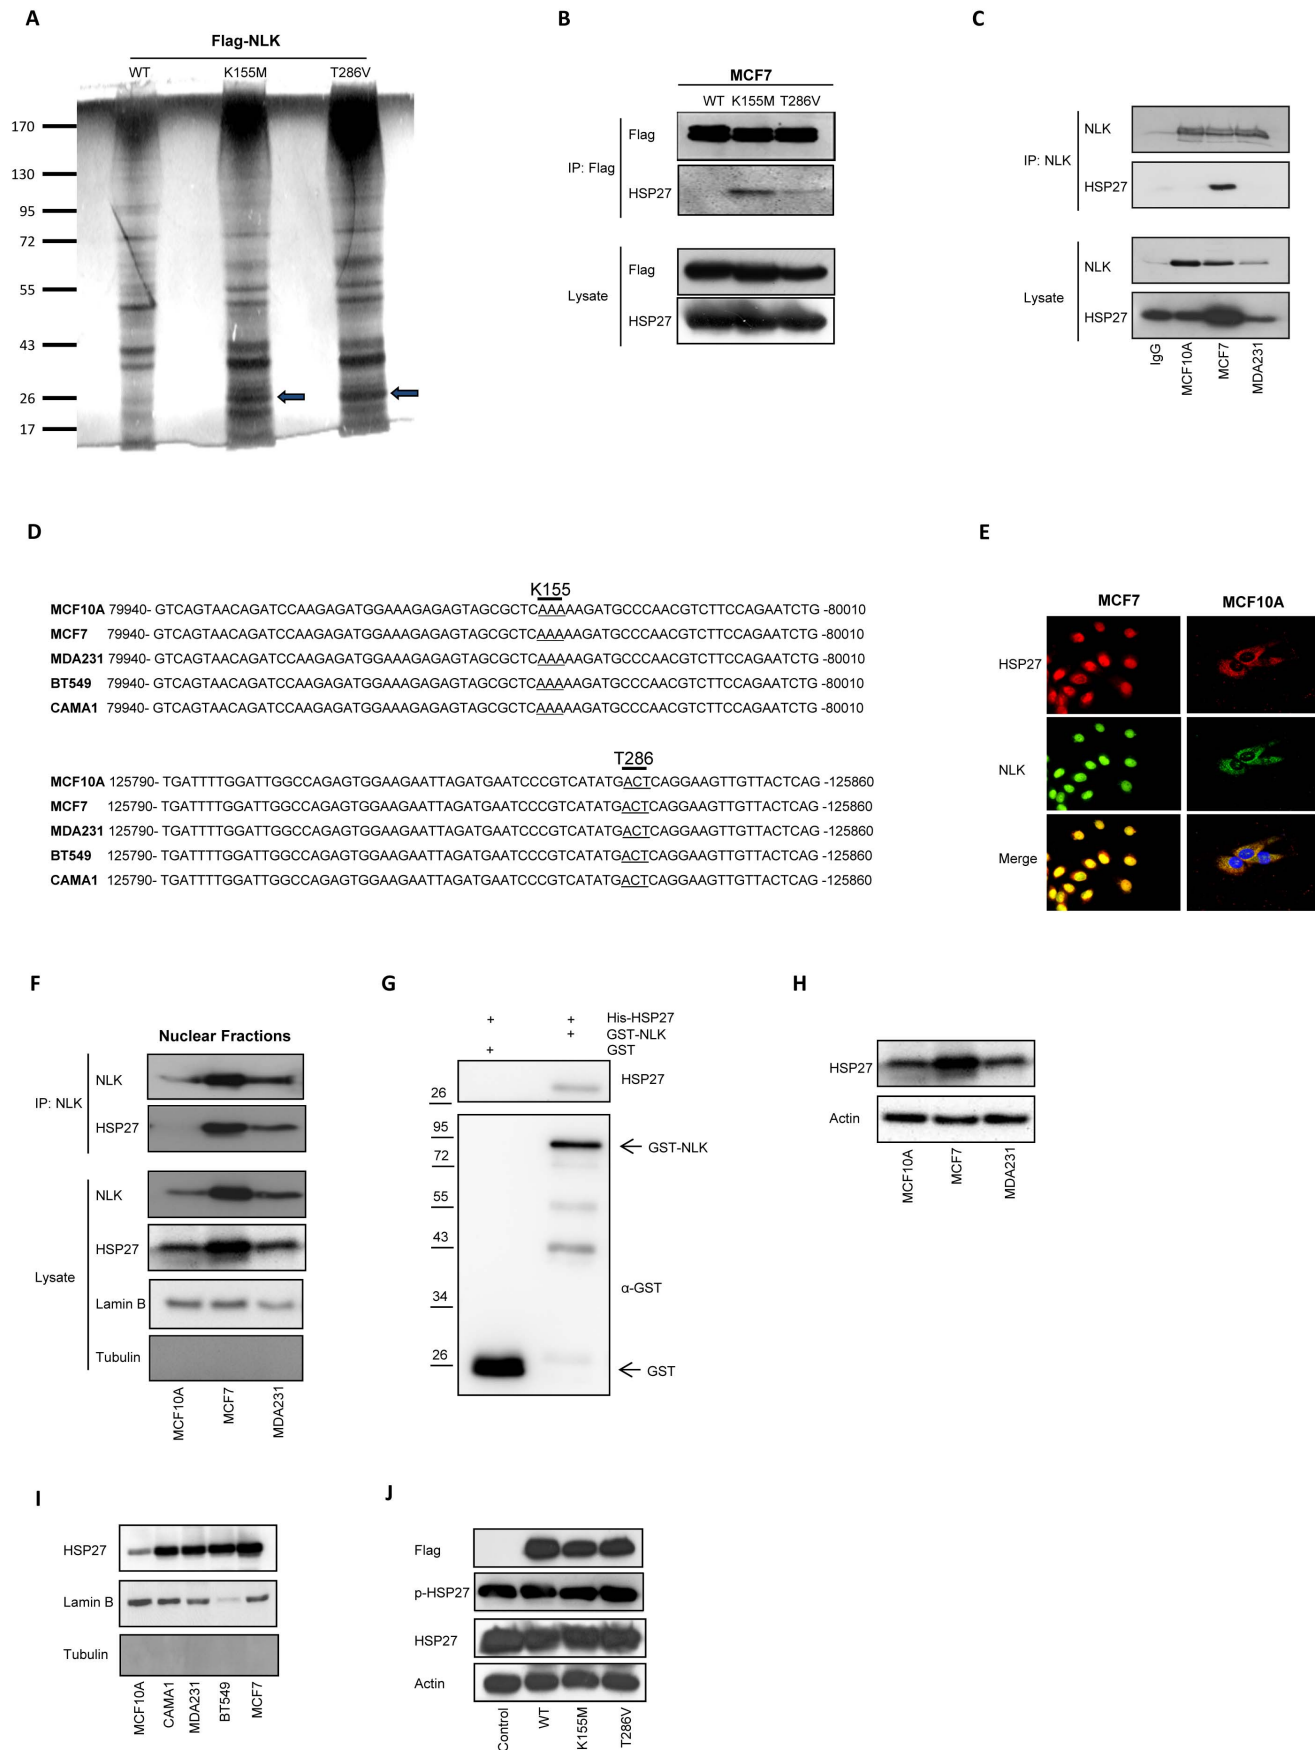 A
Flag-NLK
WT K155M T286V
170
130
95
72
55
43
26
17
B
MCF7
WT K155M T286V
IP: Flag
Flag
HSP27
Lysate
Flag
HSP27
C
IP: NLK
NLK
HSP27
Lysate
NLK
HSP27
IgG
MCF10A
MCF7
MDA231
D
K155
MCF10A 79940- GTCAGTAACAGATCCAAGAGATGGAAAGAGAGTAGCGCTCAAAAAGATGCCCAACGTCTTCCAGAATCTG -80010
MCF7 79940- GTCAGTAACAGATCCAAGAGATGGAAAGAGAGTAGCGCTCAAAAAGATGCCCAACGTCTTCCAGAATCTG -80010
MDA231 79940- GTCAGTAACAGATCCAAGAGATGGAAAGAGAGTAGCGCTCAAAAAGATGCCCAACGTCTTCCAGAATCTG -80010
BT549 79940- GTCAGTAACAGATCCAAGAGATGGAAAGAGAGTAGCGCTCAAAAAGATGCCCAACGTCTTCCAGAATCTG -80010
CAMA1 79940- GTCAGTAACAGATCCAAGAGATGGAAAGAGAGTAGCGCTCAAAAAGATGCCCAACGTCTTCCAGAATCTG -80010
T286
MCF10A 125790- TGATTTTGGATTGGCCAGAGTGGAAGAATTAGATGAATCCCGTCATATGACTCAGGAAGTTGTTACTCAG -125860
MCF7 125790- TGATTTTGGATTGGCCAGAGTGGAAGAATTAGATGAATCCCGTCATATGACTCAGGAAGTTGTTACTCAG -125860
MDA231 125790- TGATTTTGGATTGGCCAGAGTGGAAGAATTAGATGAATCCCGTCATATGACTCAGGAAGTTGTTACTCAG -125860
BT549 125790- TGATTTTGGATTGGCCAGAGTGGAAGAATTAGATGAATCCCGTCATATGACTCAGGAAGTTGTTACTCAG -125860
CAMA1 125790- TGATTTTGGATTGGCCAGAGTGGAAGAATTAGATGAATCCCGTCATATGACTCAGGAAGTTGTTACTCAG -125860
E
MCF7 MCF10A
HSP27
NLK
Merge
F
Nuclear Fractions
IP: NLK
NLK
HSP27
Lysate
NLK
HSP27
Lamin B
Tubulin
MCF10A
MCF7
MDA231
G
+ + His-HSP27
+ GST-NLK
+ GST
HSP27
26
95
72
55
43
34
26
GST-NLK
α-GST
GST
H
HSP27
Actin
MCF10A
MCF7
MDA231
I
HSP27
Lamin B
Tubulin
MCF10A
CAMA1
MDA231
BT549
MCF7
J
Flag
p-HSP27
HSP27
Actin
Control
WT
K155M
T286V